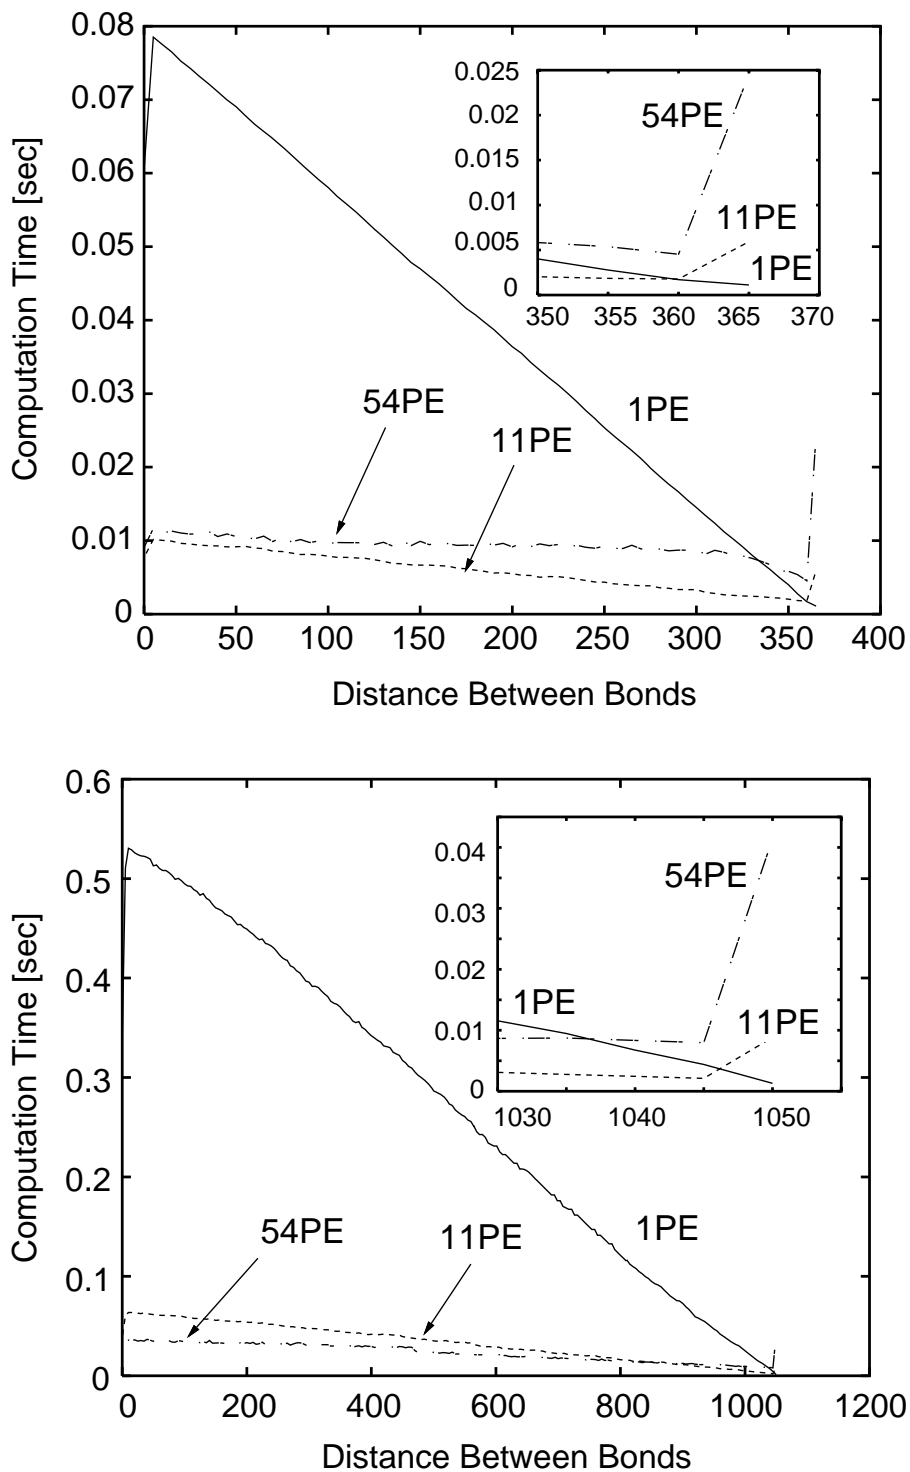 0.08
0.07
0.06
0.05
0.04
0.03
0.02
0.01
0
Computation Time [sec]
0 50 100 150 200 250 300 350 400
Distance Between Bonds
54PE
11PE
1PE
0.025
0.02
0.015
0.01
0.005
0
350 355 360 365 370
54PE
11PE
1PE
0.6
0.5
0.4
0.3
0.2
0.1
0
Computation Time [sec]
0 200 400 600 800 1000 1200
Distance Between Bonds
54PE
11PE
1PE
0.04
0.03
0.02
0.01
0
1030 1040 1050
54PE
1PE
11PE